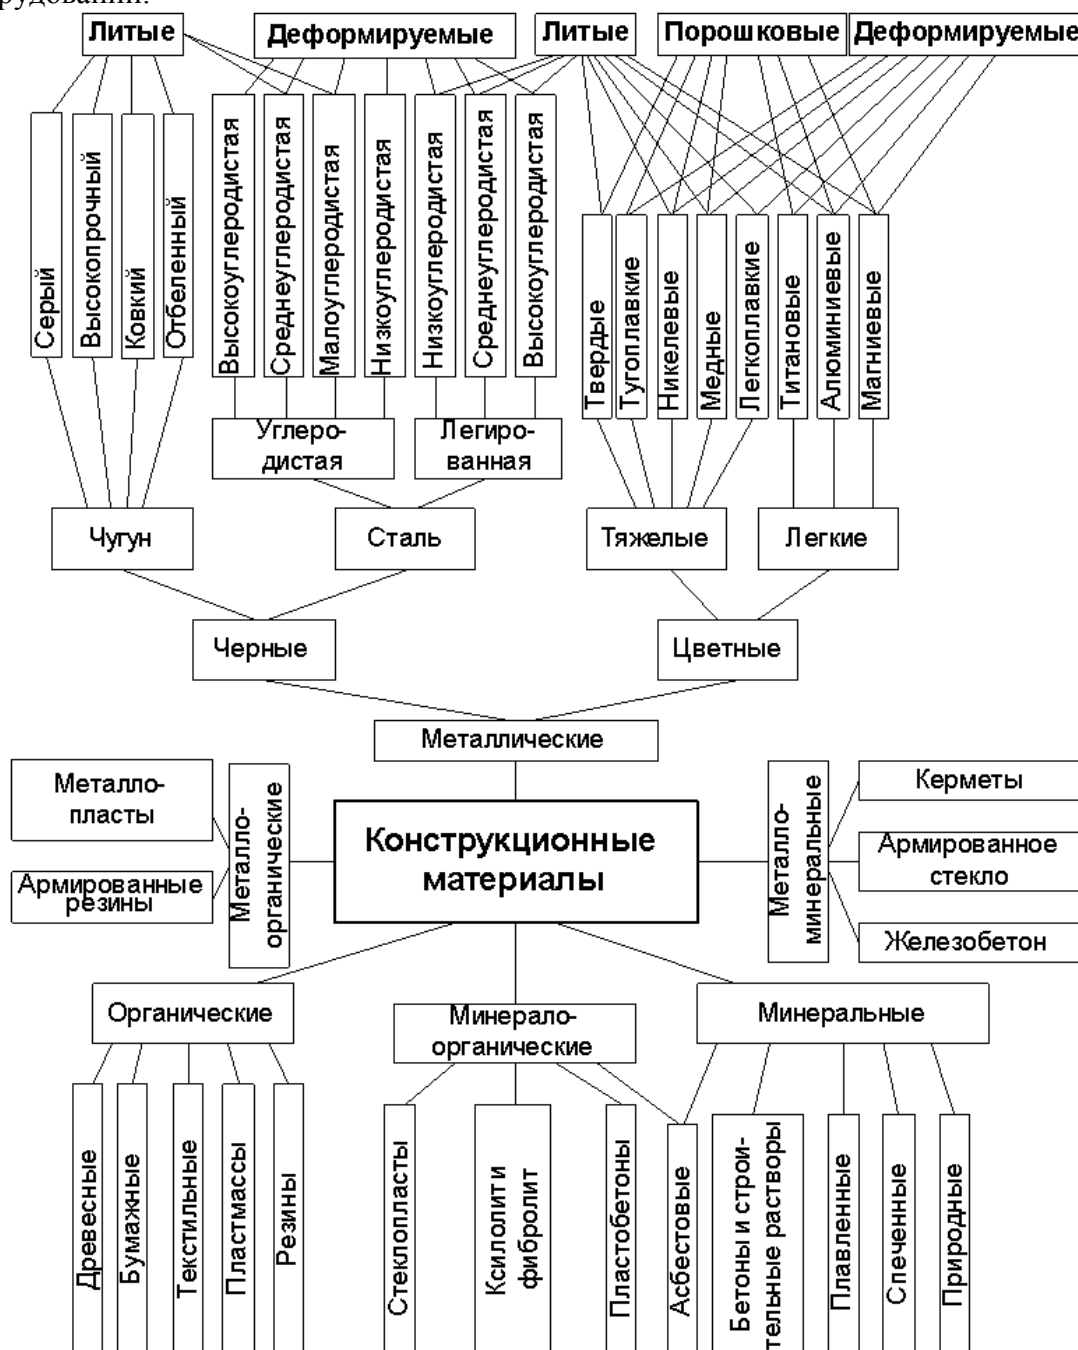 рудовании.
Литые
Деформируемые
Литые
Порошковые
Деформируемые
Серый
Высокопрочный
Ковкий
Отбеленный
Высокоуглеродистая
Среднеуглеродистая
Малоуглеродистая
Низкоуглеродистая
Низкоуглеродистая
Среднеуглеродистая
Высокоуглеродистая
Твердые
Тугоплавкие
Никелевые
Медные
Легкоплавкие
Титановые
Алюминиевые
Магниевые
Углеро-
дистая
Легиро-
ванная
Чугун
Сталь
Тяжелые
Легкие
Черные
Цветные
Металлические
Металло-
пласты
Армированные
резины
Металло-
органические
Конструкционные
материалы
Металло-
минеральные
Керметы
Армированное
стекло
Железобетон
Органические
Минерало-
органические
Минеральные
Древесные
Бумажные
Текстильные
Пластмассы
Резины
Стеклопласты
Ксилолит и
фибролит
Пластобетоны
Асбестовые
Бетоны и строи-
тельные растворы
Плавленные
Спеченные
Природные